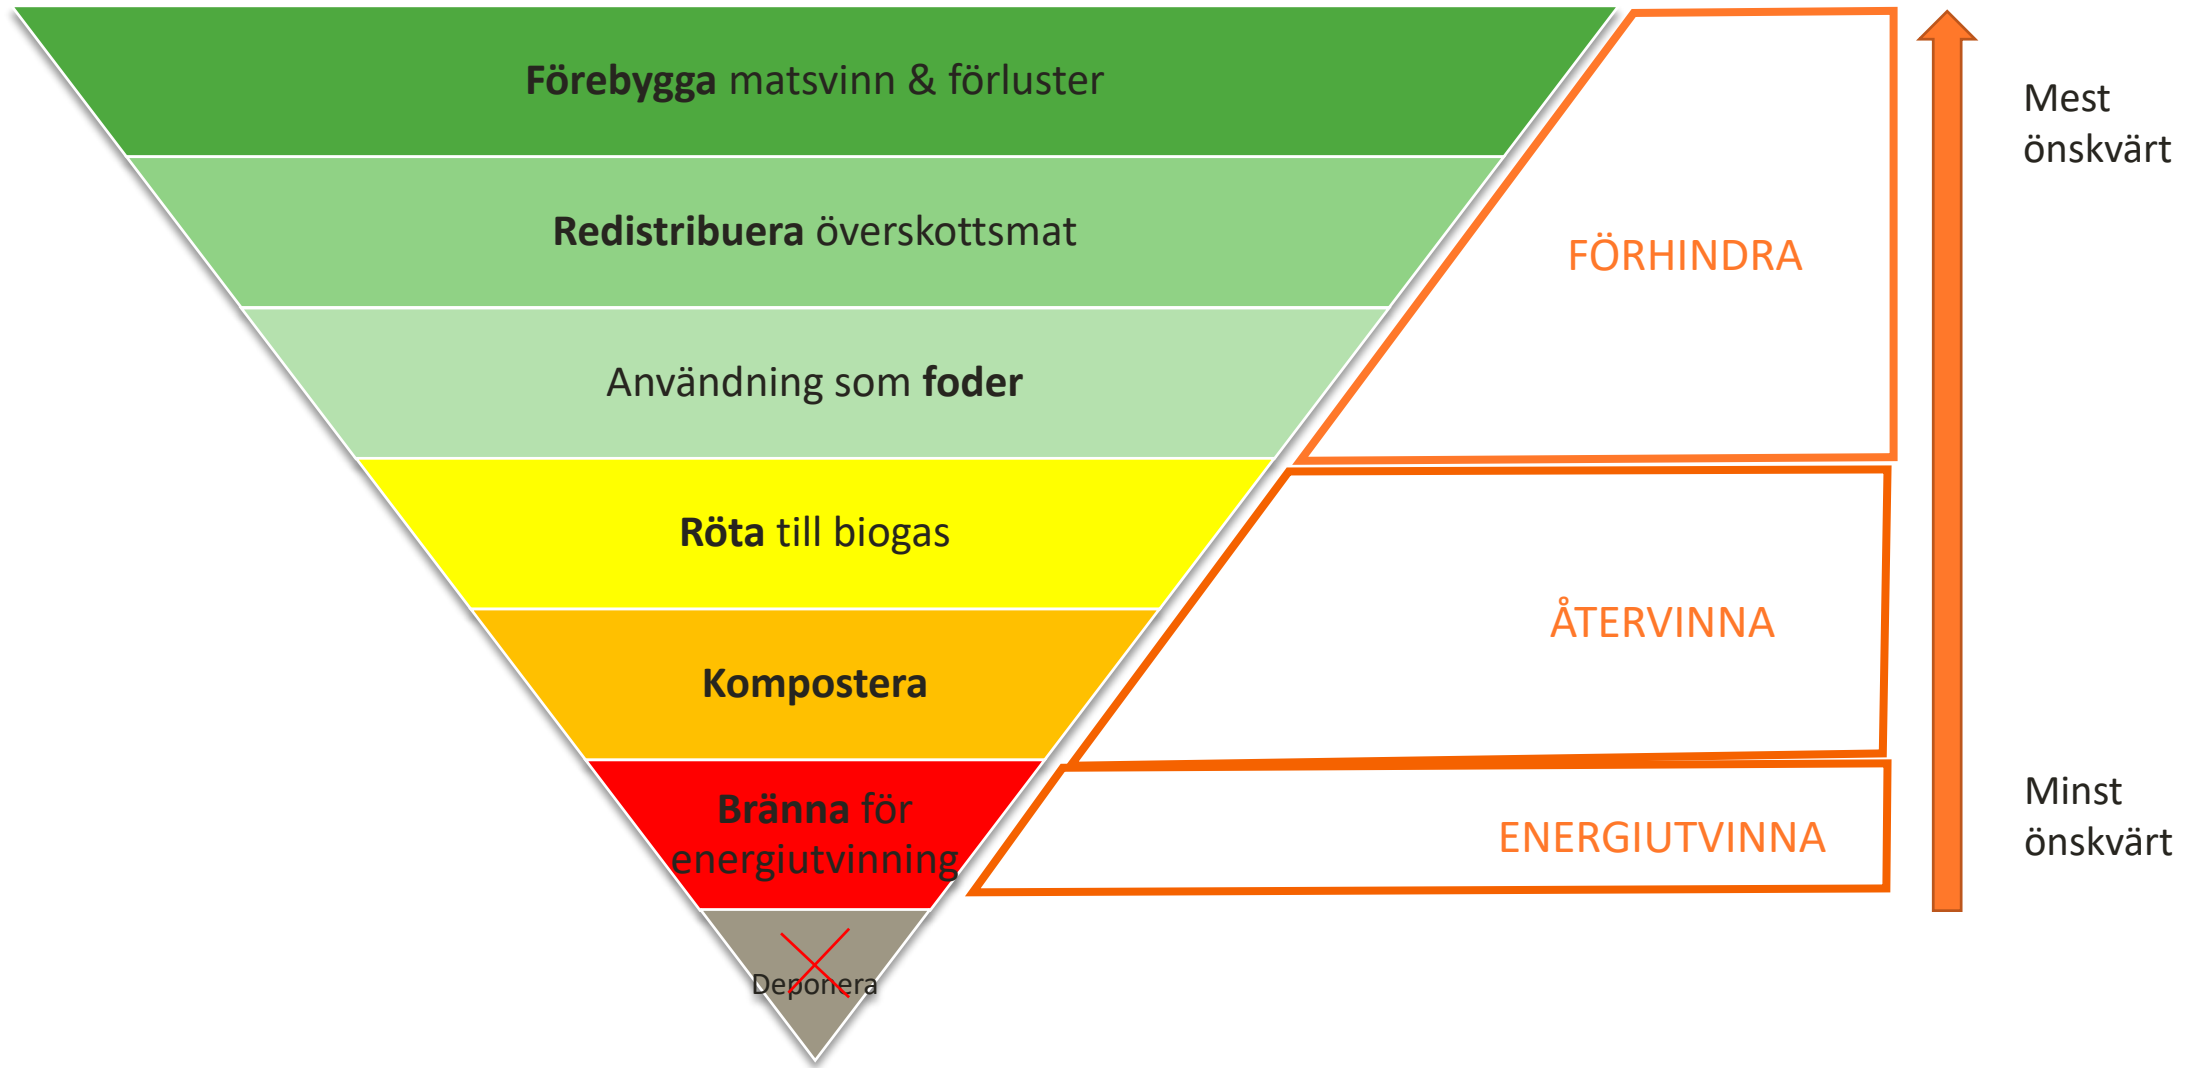 Förebygga matsvinn & förluster
Redistribuera överskottsmat
Användning som foder
Röta till biogas
Kompostera
Bränna för
energiutvinning
Deponera
FÖRHINDRA
ÅTERVINNA
ENERGIUTVINNA
Mest
önskvärt
Minst
önskvärt